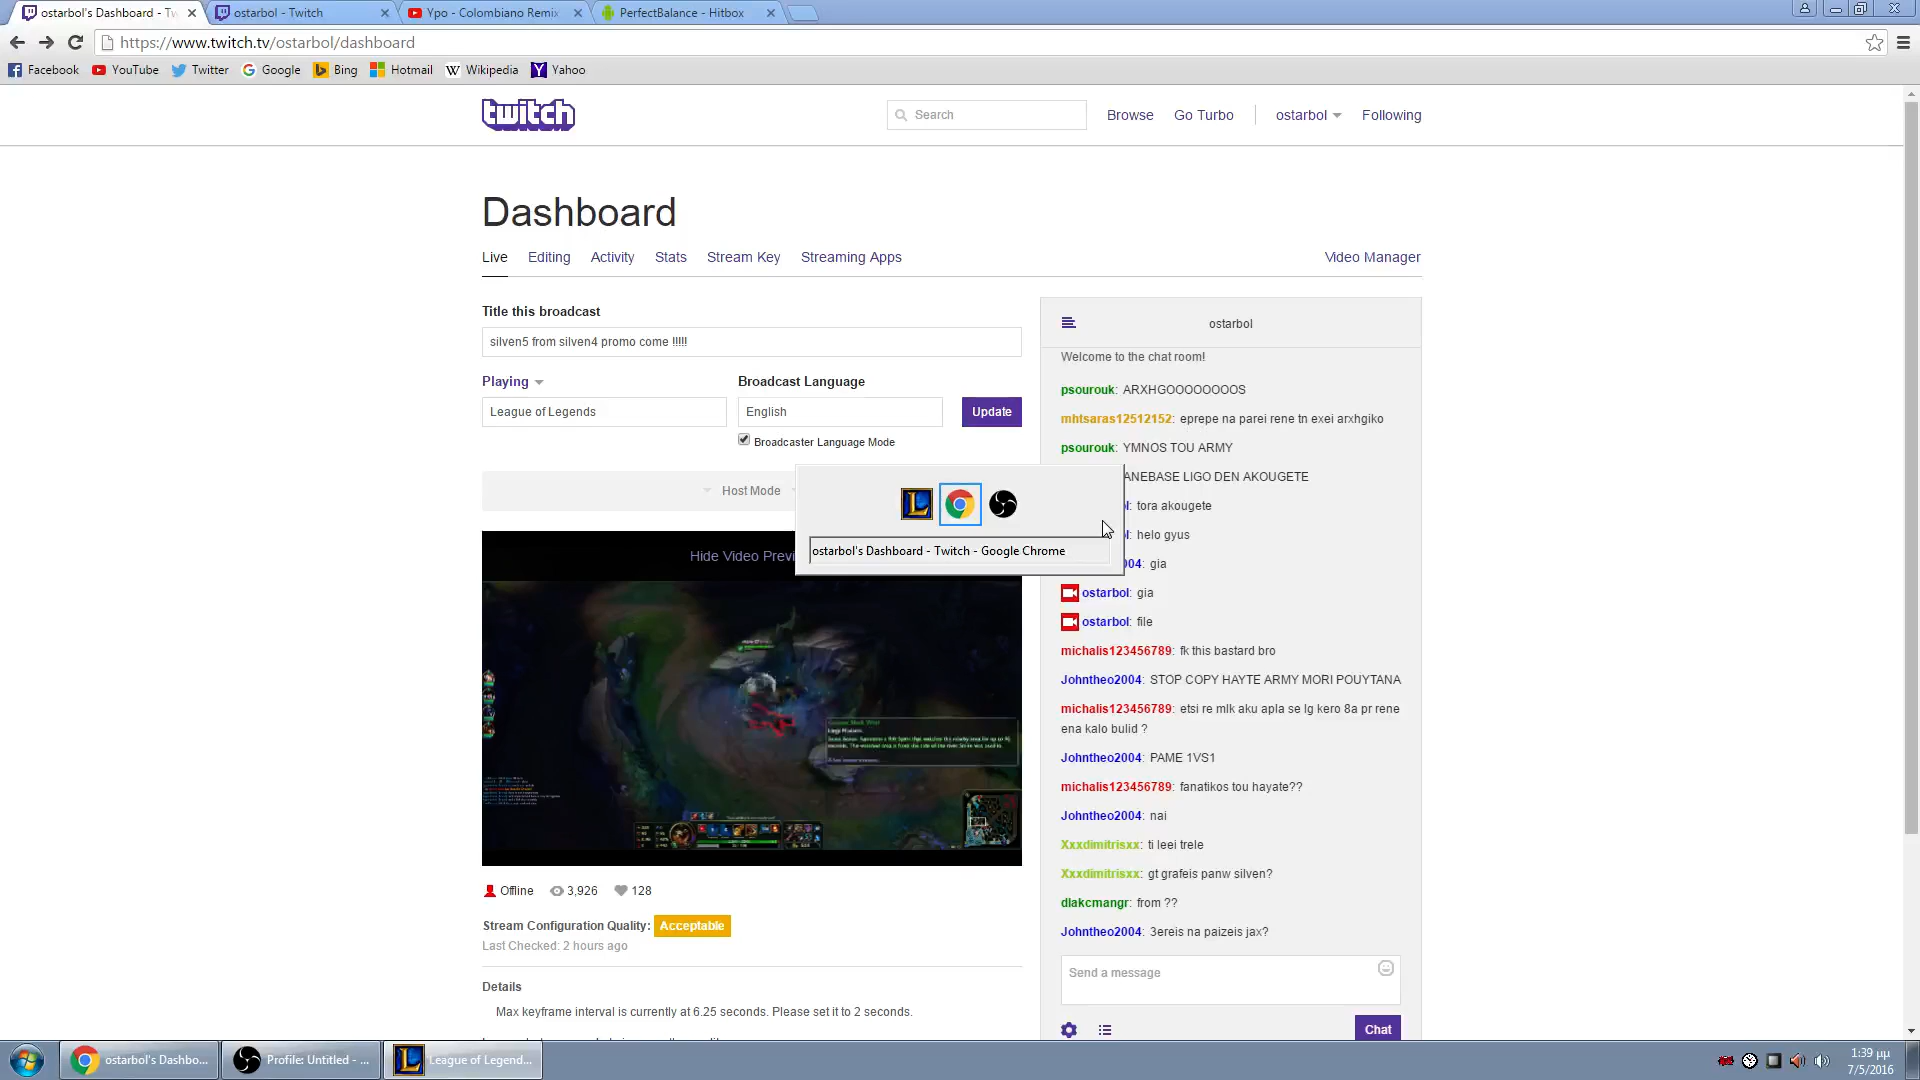 ostarbol's Dashboard - Tw
ostarbol - Twitch
Ypo - Colombiano Remix
PerfectBalance - Hitbox
https://www.twitch.tv/ostarbol/dashboard
Facebook
YouTube
Twitter
Google
Bing
Hotmail
Wikipedia
Yahoo
twitch
Search
Browse
Go Turbo
ostarbol
Following
Dashboard
Live
Editing
Activity
Stats
Stream Key
Streaming Apps
Video Manager
Title this broadcast
silven5 from silven4 promo come !!!!!
Playing
Broadcast Language
League of Legends
English
Update
Broadcaster Language Mode
Host Mode
Hide Video Previ
ostarbol's Dashboard - Twitch - Google Chrome
Offline
3,926
128
Stream Configuration Quality: Acceptable
Last Checked: 2 hours ago
Details
Max keyframe interval is currently at 6.25 seconds. Please set it to 2 seconds.
ostarbol
Welcome to the chat room!
psourouk: ARXHGOOOOOOOOS
mhtsaras12512152: eprepe na parei rene tn exei arxhgiko
psourouk: YMNOS TOU ARMY
ANEBASE LIGO DEN AKOUGETE
l: tora akougete
l: helo gyus
04: gia
ostarbol: gia
ostarbol: file
michalis123456789: fk this bastard bro
Johntheo2004: STOP COPY HAYTE ARMY MORI POUYTANA
michalis123456789: etsi re mlk aku apla se lg kero 8a pr rene
ena kalo bulid ?
Johntheo2004: PAME 1VS1
michalis123456789: fanatikos tou hayate??
Johntheo2004: nai
Xxxdimitrisxx: ti leei trele
Xxxdimitrisxx: gt grafeis panw silven?
dlakcmangr: from ??
Johntheo2004: 3ereis na paizeis jax?
Send a message
Chat
ostarbol's Dashbo...
Profile: Untitled - ...
League of Legend...
1:39 μμ
7/5/2016